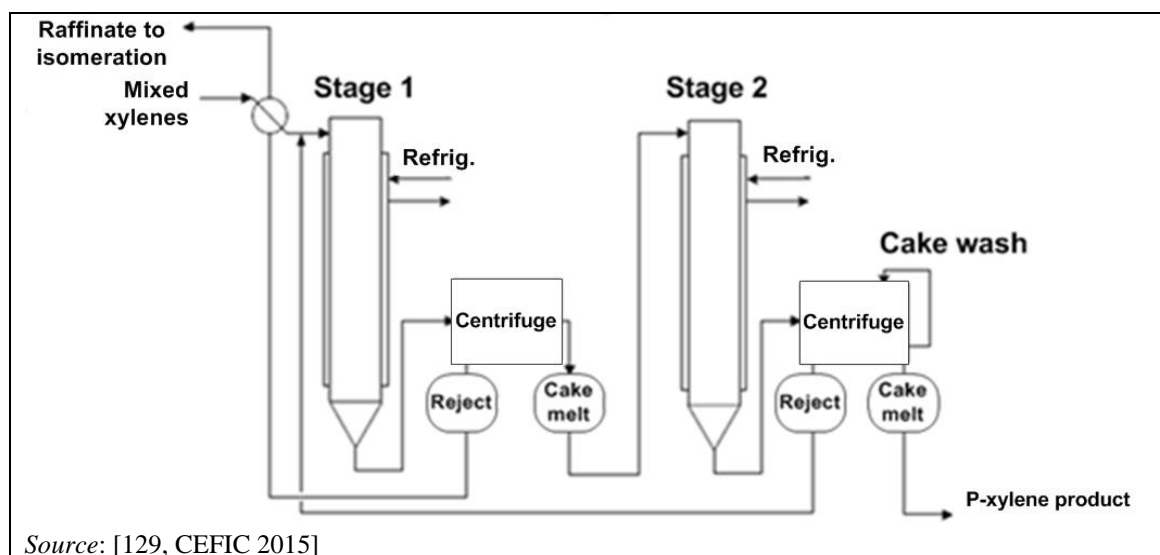 Raffinate to
isomeration
Mixed
xylenes
Stage 1
Refrig.
Stage 2
Refrig.
Cake wash
Centrifuge
Centrifuge
Reject
Cake
melt
Reject
Cake
melt
P-xylene product
Source: [129, CEFIC 2015]